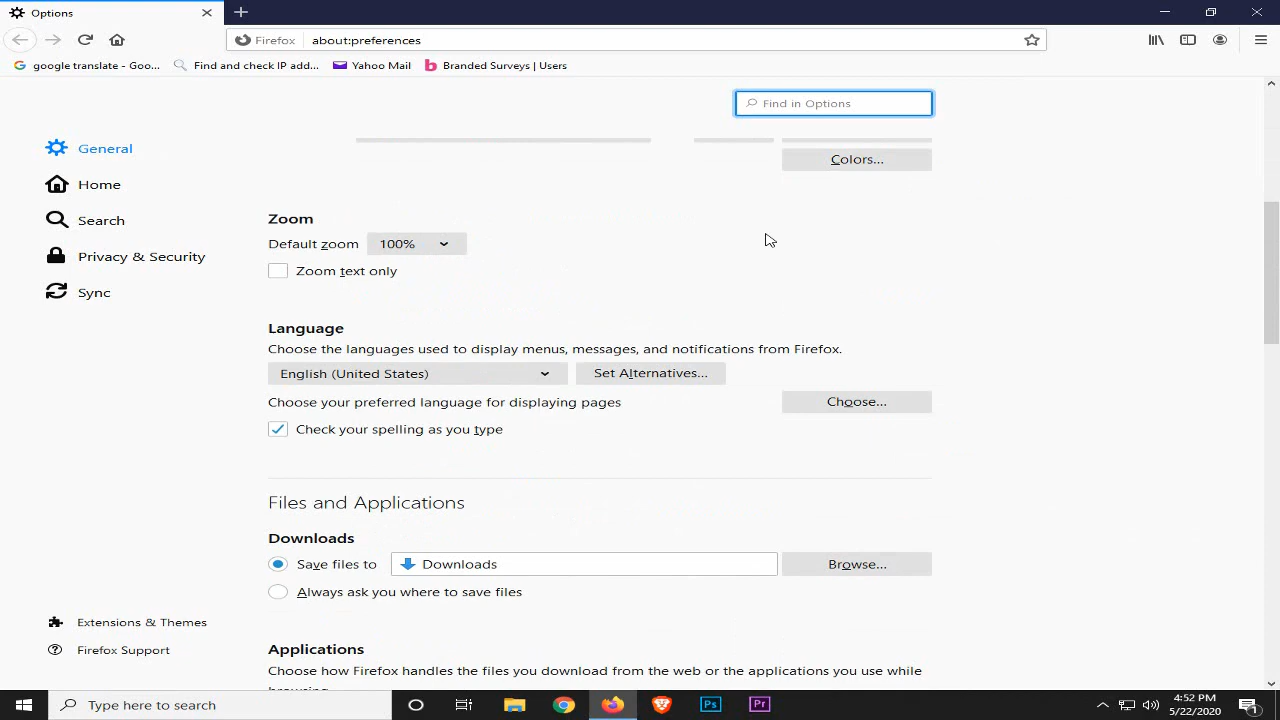 Options
Firefox about:preferences
google translate - Goo...
Find and check IP add...
Yahoo Mail
Branded Surveys | Users
Find in Options
General
Home
Search
Privacy & Security
Sync
Extensions & Themes
Firefox Support
Colors...
Zoom
Default zoom 100%
Zoom text only
Language
Choose the languages used to display menus, messages, and notifications from Firefox.
English (United States) Set Alternatives...
Choose your preferred language for displaying pages Choose...
Check your spelling as you type
Files and Applications
Downloads
Save files to Downloads Browse...
Always ask you where to save files
Applications
Choose how Firefox handles the files you download from the web or the applications you use while
browsing.
Type here to search
Ps
Pr
4:52 PM
5/22/2020
1